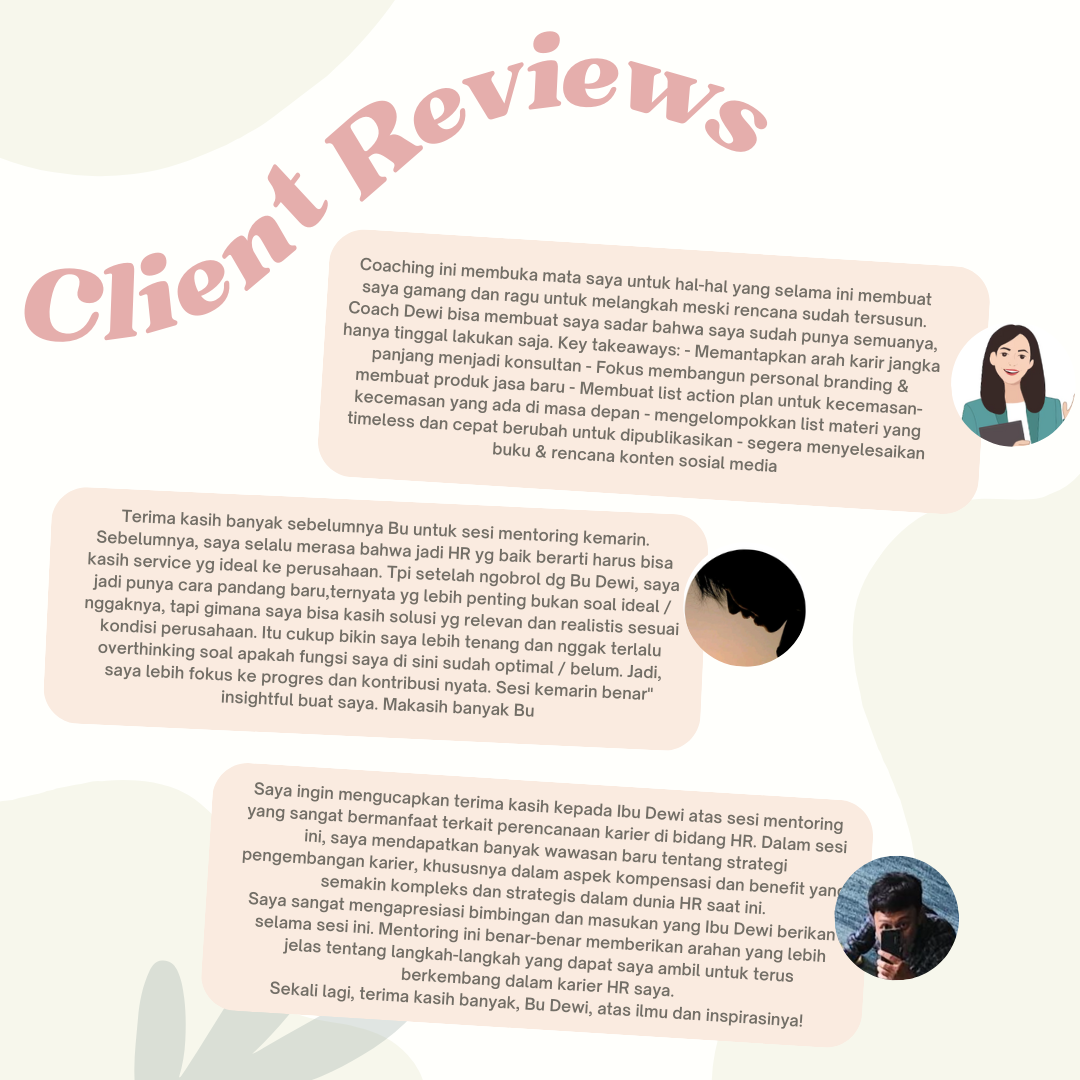 Client Reviews
Coaching ini membuka mata saya untuk hal-hal yang selama ini membuat
saya gamang dan ragu untuk melangkah meski rencana sudah tersusun.
Coach Dewi bisa membuat saya sadar bahwa saya sudah punya semuanya,
hanya tinggal lakukan saja. Key takeaways: - Memantapkan arah karir jangka
panjang menjadi konsultan - Fokus membangun personal branding &
membuat produk jasa baru - Membuat list action plan untuk kecemasan-
kecemasan yang ada di masa depan - mengelompokkan list materi yang
timeless dan cepat berubah untuk dipublikasikan - segera menyelesaikan
buku & rencana konten sosial media
Terima kasih banyak sebelumnya Bu untuk sesi mentoring kemarin.
Sebelumnya, saya selalu merasa bahwa jadi HR yg baik berarti harus bisa
kasih service yg ideal ke perusahaan. Tpi setelah ngobrol dg Bu Dewi, saya
jadi punya cara pandang baru,ternyata yg lebih penting bukan soal ideal /
nggaknya, tapi gimana saya bisa kasih solusi yg relevan dan realistis sesuai
kondisi perusahaan. Itu cukup bikin saya lebih tenang dan nggak terlalu
overthinking soal apakah fungsi saya di sini sudah optimal / belum. Jadi,
saya lebih fokus ke progres dan kontribusi nyata. Sesi kemarin benar"
insightful buat saya. Makasih banyak Bu
Saya ingin mengucapkan terima kasih kepada Ibu Dewi atas sesi mentoring
yang sangat bermanfaat terkait perencanaan karier di bidang HR. Dalam sesi
ini, saya mendapatkan banyak wawasan baru tentang strategi
pengembangan karier, khususnya dalam aspek kompensasi dan benefit yang
semakin kompleks dan strategis dalam dunia HR saat ini.
Saya sangat mengapresiasi bimbingan dan masukan yang Ibu Dewi berikan
selama sesi ini. Mentoring ini benar-benar memberikan arahan yang lebih
jelas tentang langkah-langkah yang dapat saya ambil untuk terus
berkembang dalam karier HR saya.
Sekali lagi, terima kasih banyak, Bu Dewi, atas ilmu dan inspirasinya!